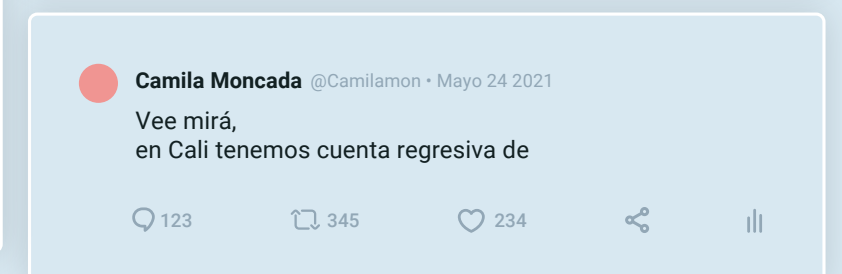 Camila Moncada @Camilamon • Mayo 24 2021
Vee mirá,
en Cali tenemos cuenta regresiva de
123 345 234